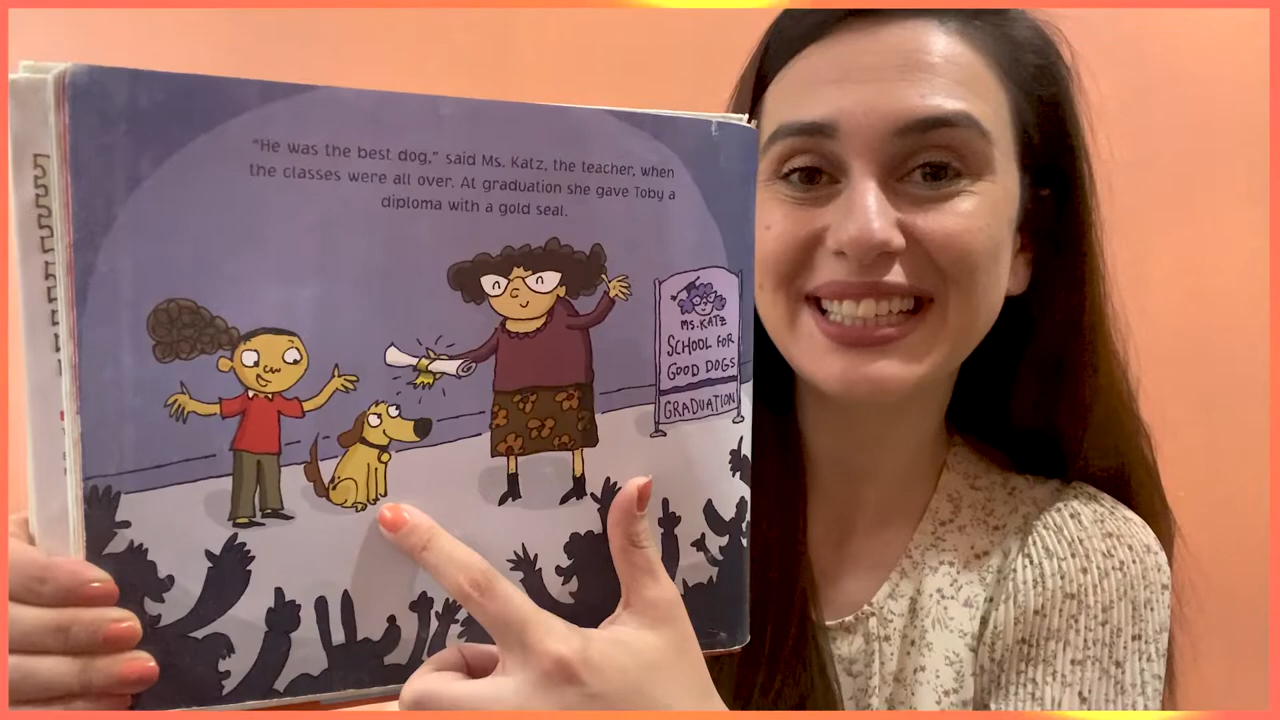 "He was the best dog," said Ms. Katz, the teacher, when
the classes were all over. At graduation she gave Toby a
diploma with a gold seal.
MS. KATZ
SCHOOL FOR
GOOD DOGS
GRADUATION